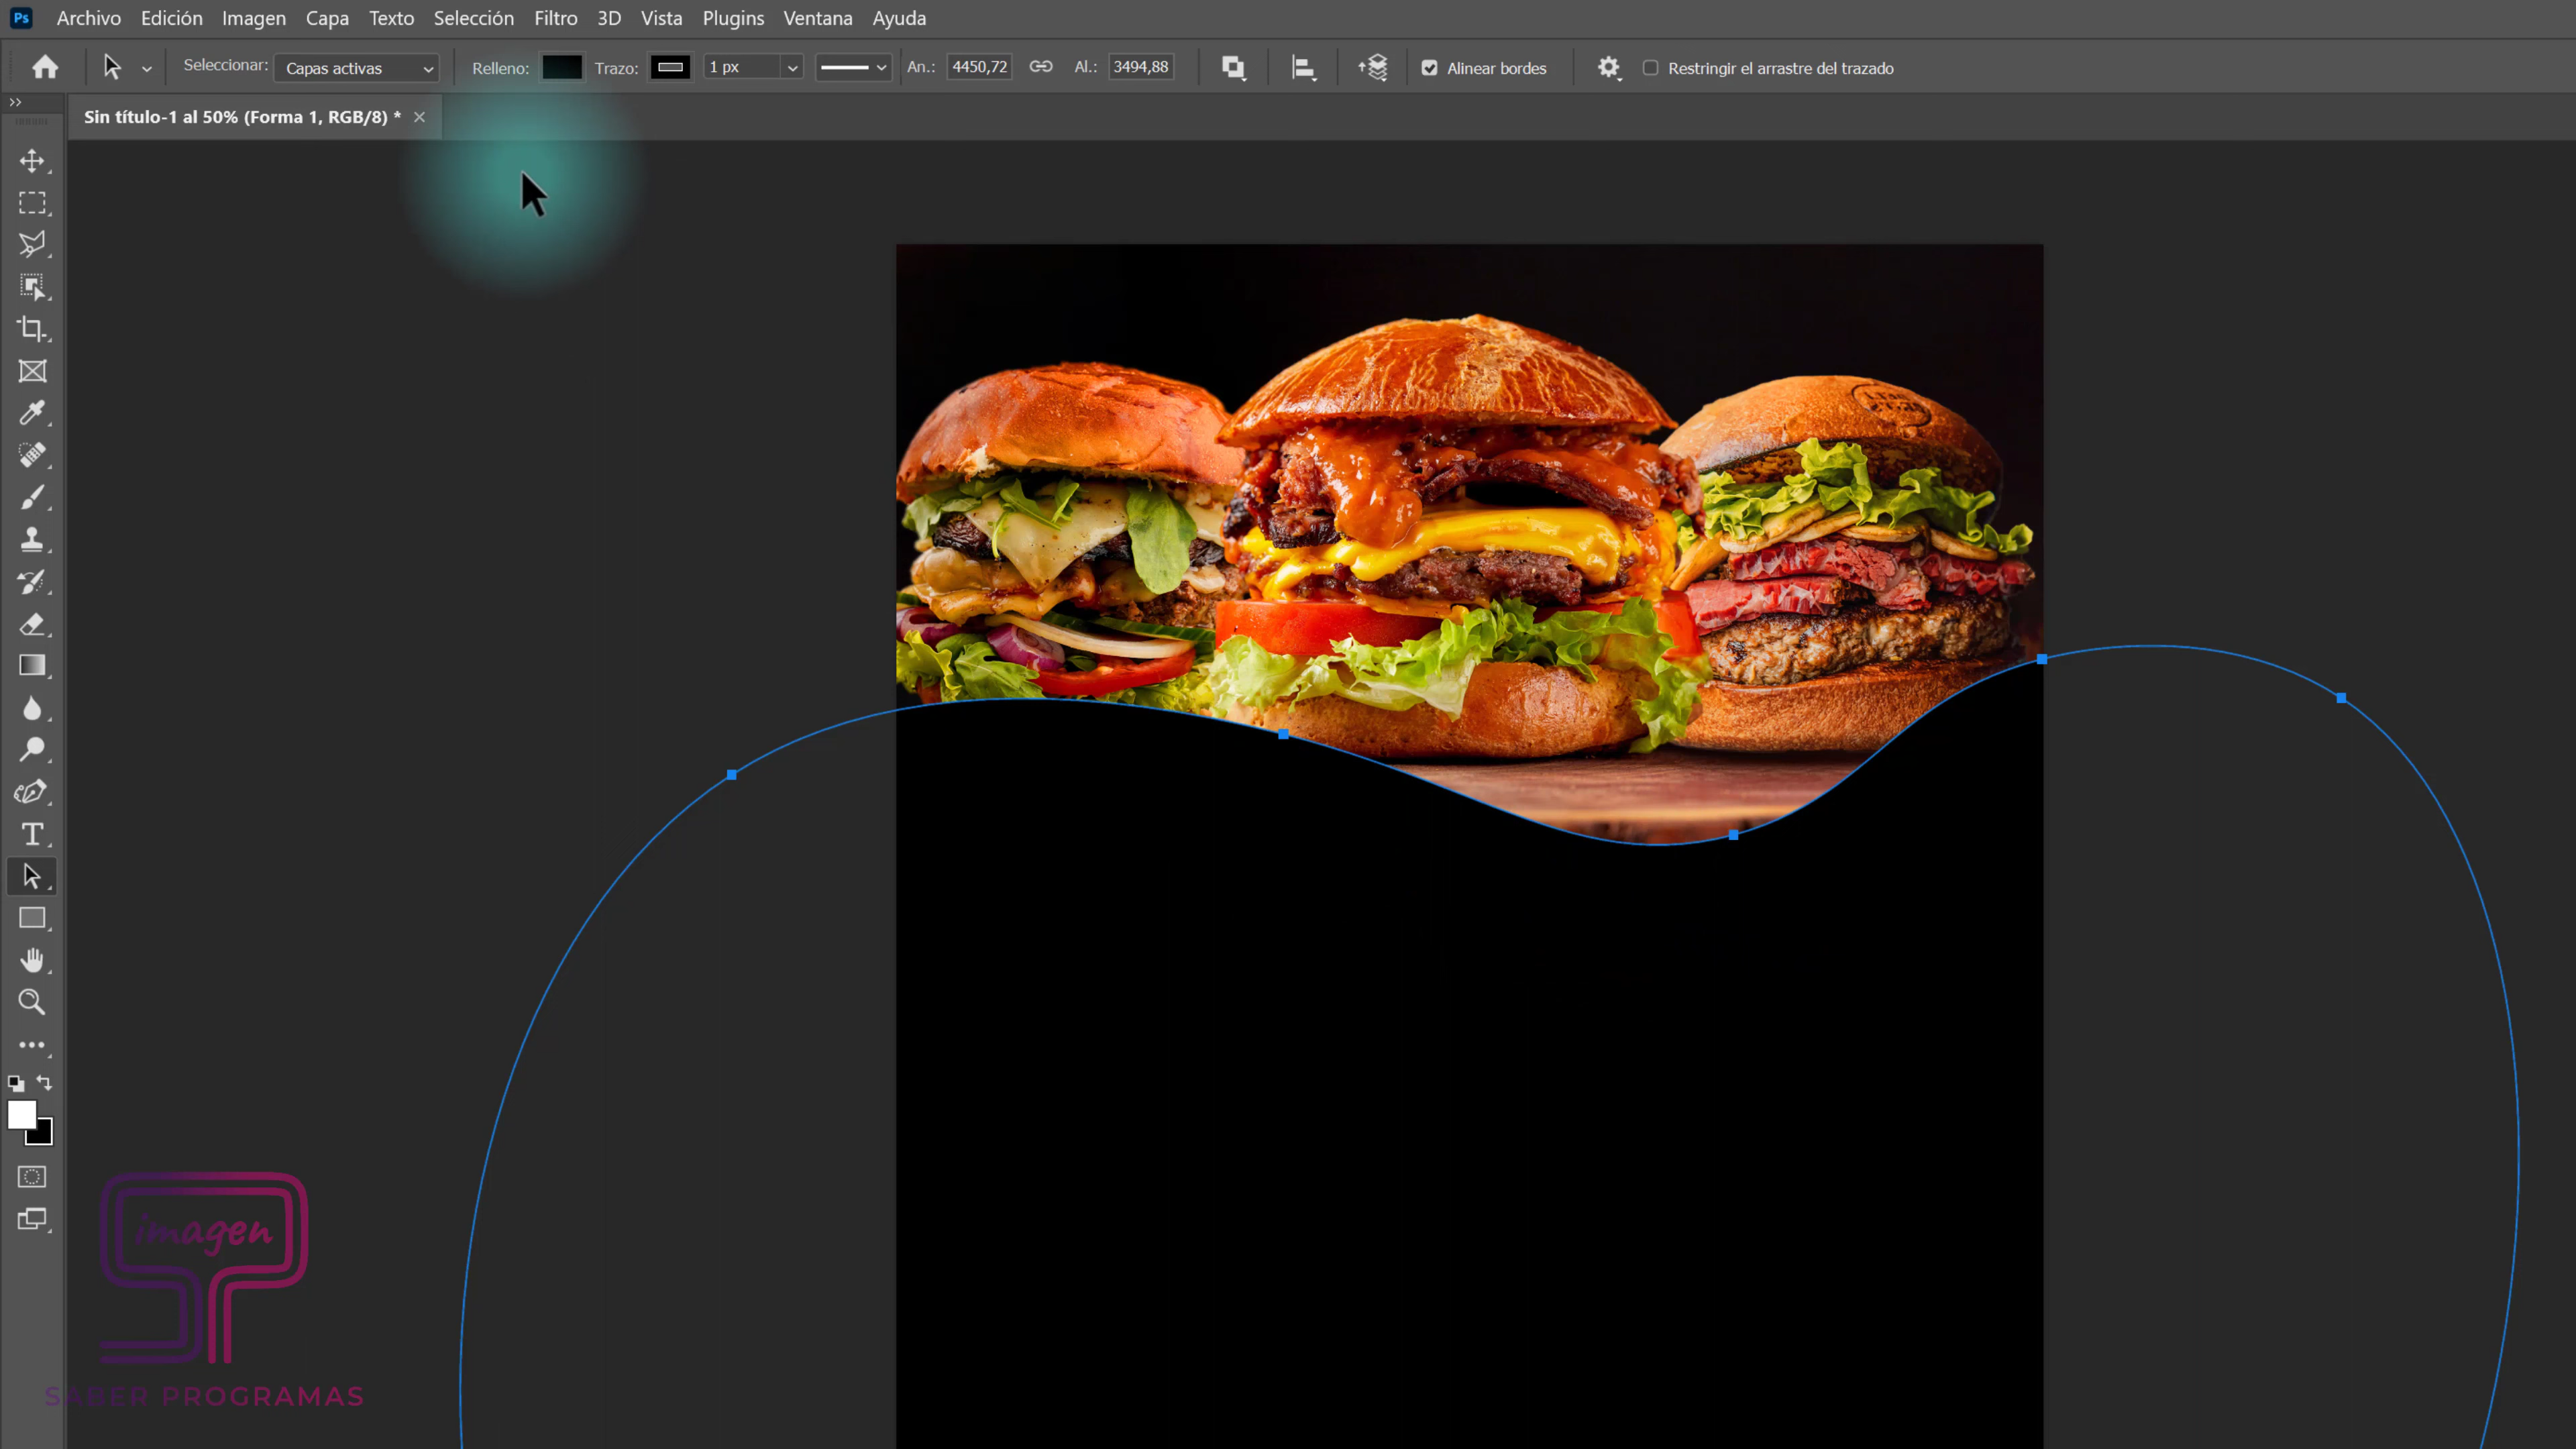 Ps Archivo Edición Imagen Capa Texto Selección Filtro 3D Vista Plugins Ventana Ayuda
Seleccionar: Capas activas Relleno: Trazo: 1 px An.: 4450,72 Al.: 3494,88 Alinear bordes Restringir el arrastre del trazado
Sin título-1 al 50% (Forma 1, RGB/8) * ×
imagen
SABER PROGRAMAS